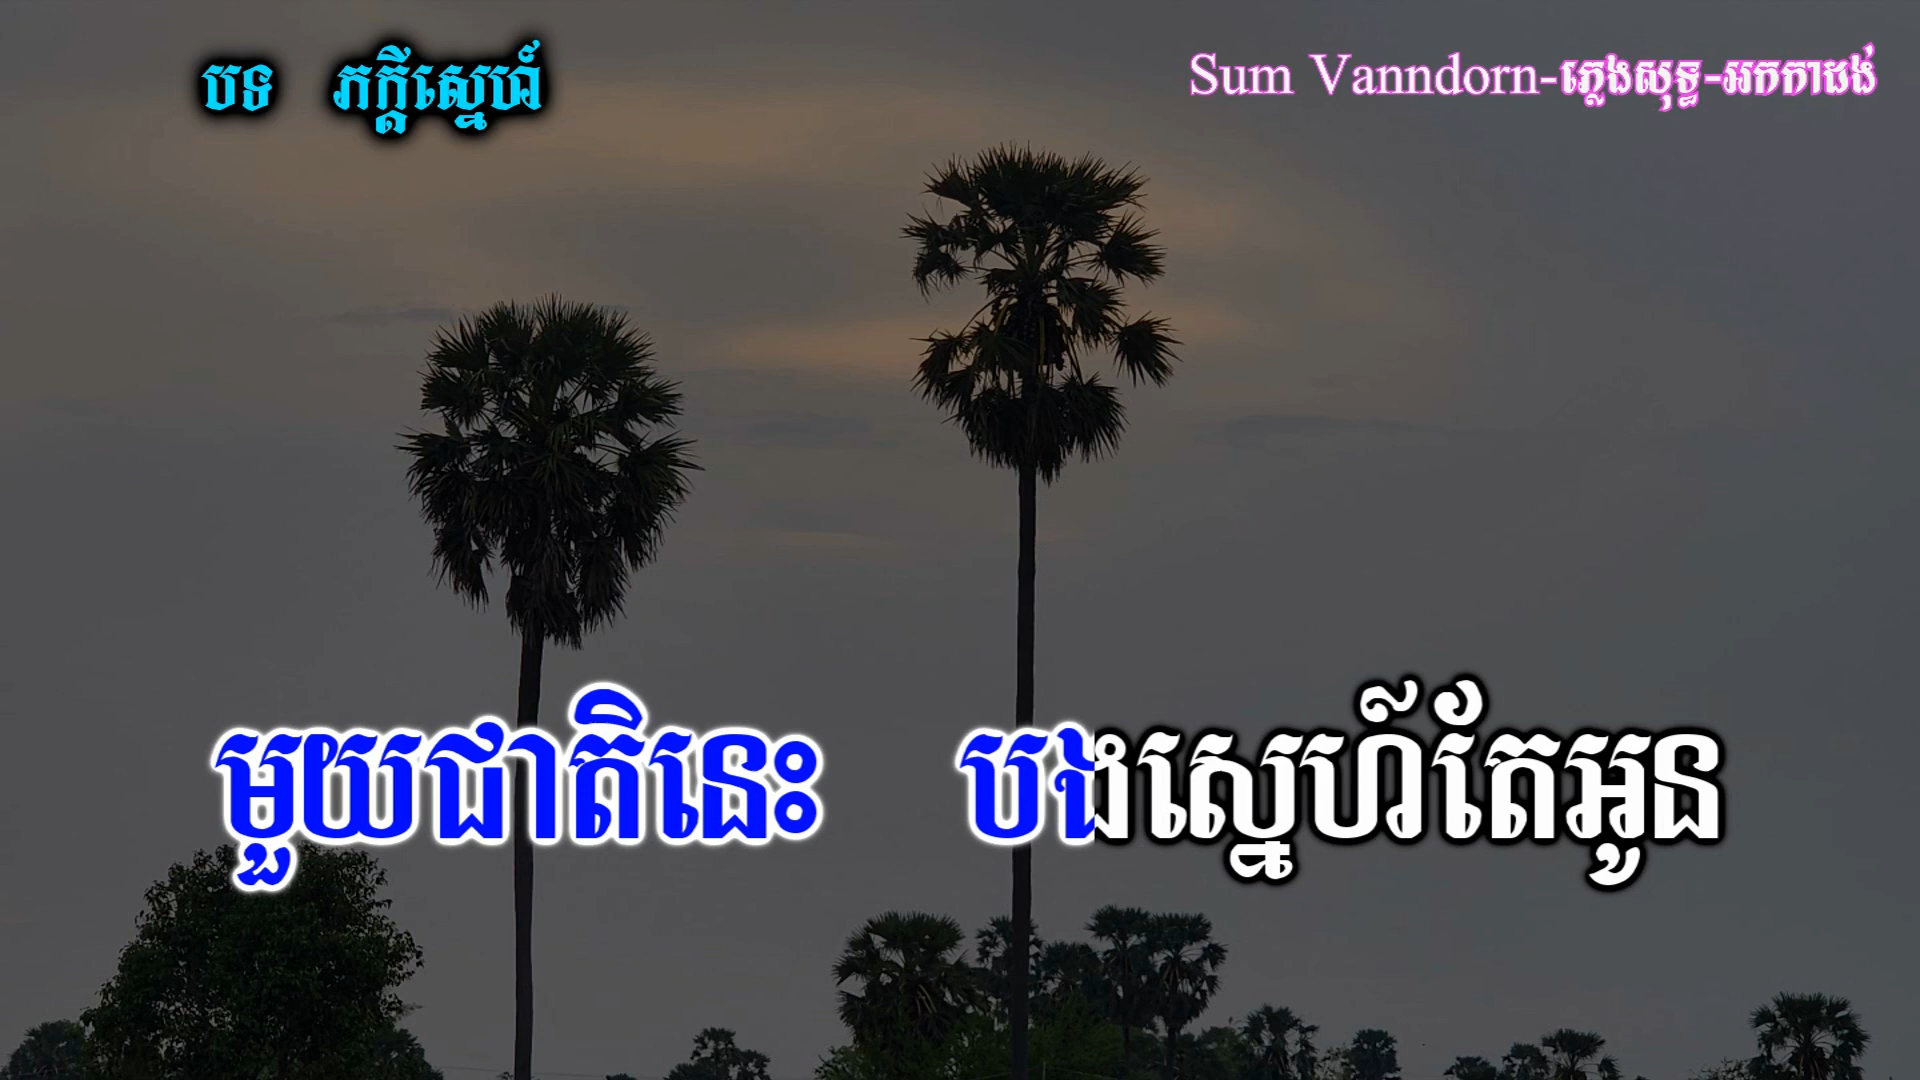 បទ ភក្ដីស្នេហ៍
Sum Vanndorn-ភ្លេងសុទ្ធ-អកកាដង់
មួយជាតិនេះ បងស្នេហ៍តែអូន